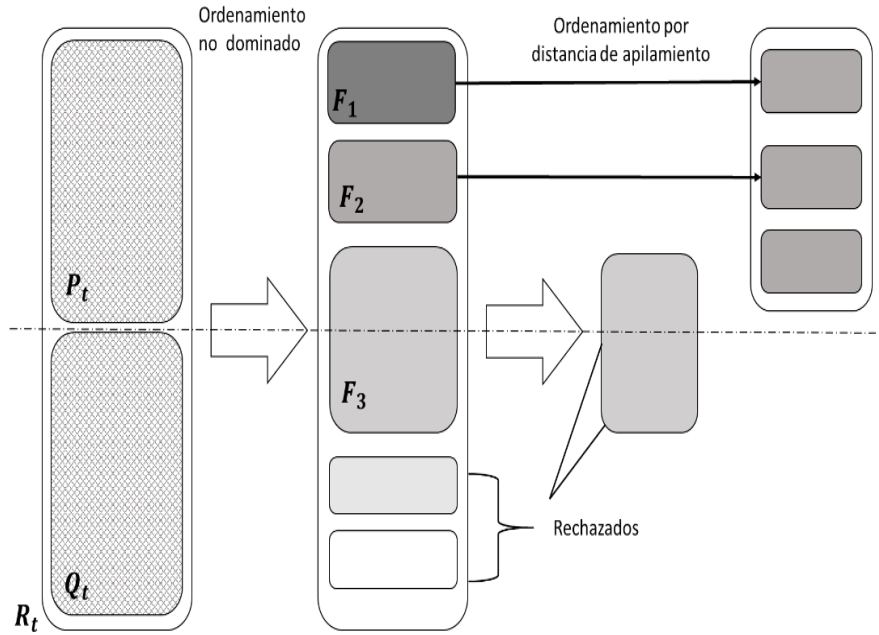 Ordenamiento
no dominado
Ordenamiento por
distancia de apilamiento
F₁
F₂
Pₜ
F₃
Rechazados
Qₜ
Rₜ